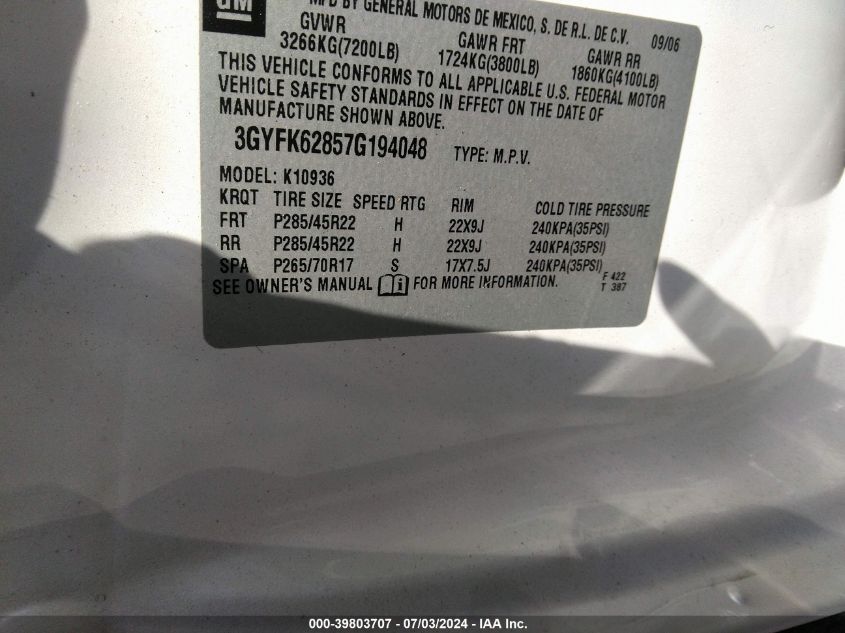 GM
MFD BY GENERAL MOTORS DE MEXICO, S. DE R.L. DE C.V. 09/06
GVWR GAWR FRT GAWR RR
3266KG(7200LB) 1724KG(3800LB) 1860KG(4100LB)
THIS VEHICLE CONFORMS TO ALL APPLICABLE U.S. FEDERAL MOTOR
VEHICLE SAFETY STANDARDS IN EFFECT ON THE DATE OF
MANUFACTURE SHOWN ABOVE.
3GYFK62857G194048 TYPE: M.P.V.
MODEL: K10936
KRQT TIRE SIZE SPEED RTG RIM COLD TIRE PRESSURE
FRT P285/45R22 H 22X9J 240KPA(35PSI)
RR P285/45R22 H 22X9J 240KPA(35PSI)
SPA P265/70R17 S 17X7.5J 240KPA(35PSI)
SEE OWNER'S MANUAL FOR MORE INFORMATION.
F 422
T 387
000-39803707 - 07/03/2024 - IAA Inc.